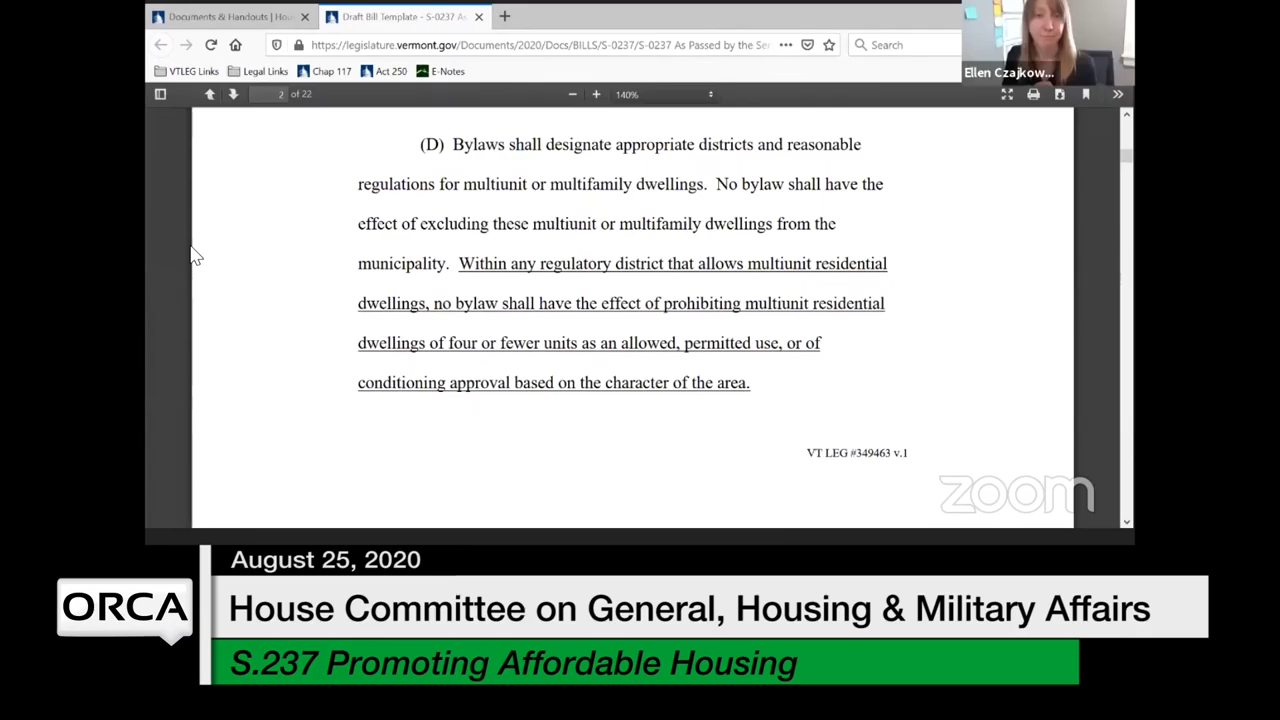 Documents & Handouts | Hou
Draft Bill Template - S-0237 As
https://legislature.vermont.gov/Documents/2020/Docs/BILLS/S-0237/S-0237 As Passed by the Se
Search
VTLEG Links
Legal Links
Chap 117
Act 250
E-Notes
Ellen Czajkow...
2 of 22
140%
(D) Bylaws shall designate appropriate districts and reasonable
regulations for multiunit or multifamily dwellings. No bylaw shall have the
effect of excluding these multiunit or multifamily dwellings from the
municipality. Within any regulatory district that allows multiunit residential
dwellings, no bylaw shall have the effect of prohibiting multiunit residential
dwellings of four or fewer units as an allowed, permitted use, or of
conditioning approval based on the character of the area.
VT LEG #349463 v.1
zoom
August 25, 2020
ORCA
House Committee on General, Housing & Military Affairs
S.237 Promoting Affordable Housing